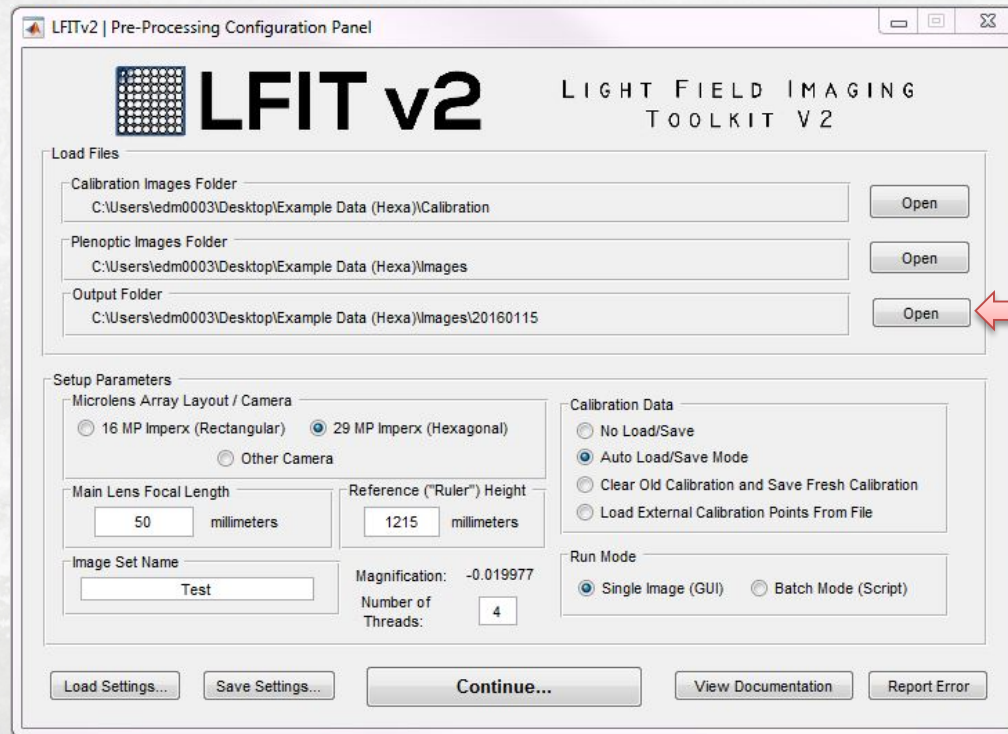 LFITv2 | Pre-Processing Configuration Panel
LFIT v2
LIGHT FIELD IMAGING
TOOLKIT V2
Load Files
Calibration Images Folder
C:\Users\edm0003\Desktop\Example Data (Hexa)\Calibration
Open
Plenoptic Images Folder
C:\Users\edm0003\Desktop\Example Data (Hexa)\Images
Open
Output Folder
C:\Users\edm0003\Desktop\Example Data (Hexa)\Images\20160115
Open
Setup Parameters
Microlens Array Layout / Camera
16 MP Imperx (Rectangular)
29 MP Imperx (Hexagonal)
Other Camera
Main Lens Focal Length
50 millimeters
Reference ("Ruler") Height
1215 millimeters
Image Set Name
Test
Magnification: -0.019977
Number of
Threads:
4
Calibration Data
No Load/Save
Auto Load/Save Mode
Clear Old Calibration and Save Fresh Calibration
Load External Calibration Points From File
Run Mode
Single Image (GUI)
Batch Mode (Script)
Load Settings...
Save Settings...
Continue...
View Documentation
Report Error